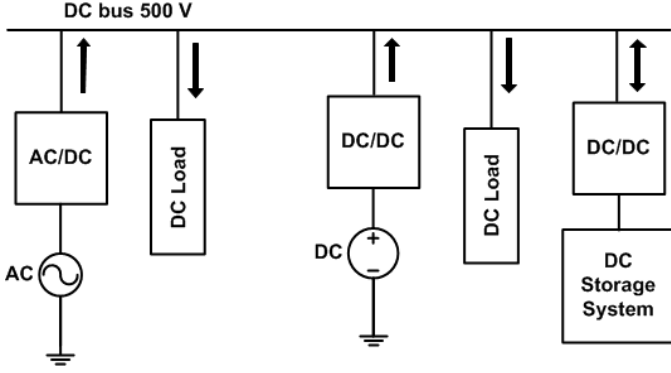 DC bus 500 V
AC/DC
DC Load
DC/DC
DC Load
DC/DC
AC
DC
+
−
DC
Storage
System